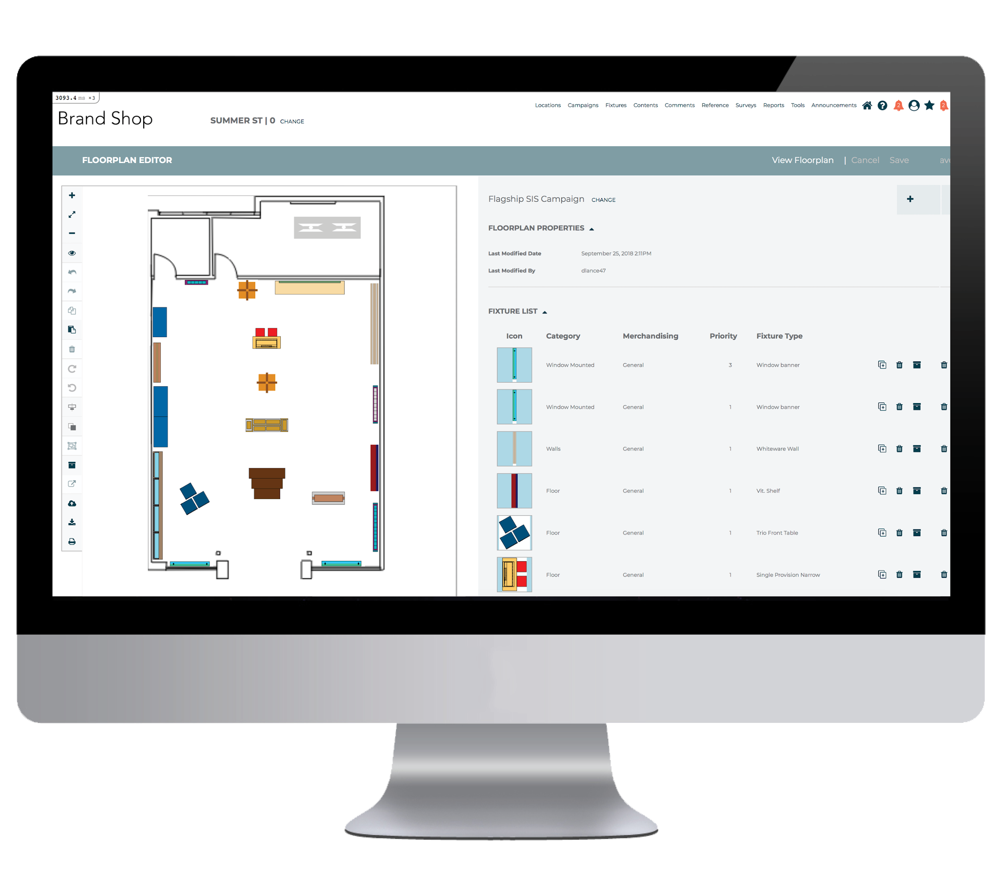 3093.4 ms ×3
Locations Campaigns Fixtures Contents Comments Reference Surveys Reports Tools Announcements 2 2
Brand Shop
SUMMER ST | 0 CHANGE
FLOORPLAN EDITOR
View Floorplan | Cancel Save ave
Flagship SIS Campaign CHANGE
FLOORPLAN PROPERTIES
Last Modified Date September 25, 2018 2:11PM
Last Modified By dlance47
FIXTURE LIST
Icon Category Merchandising Priority Fixture Type
Window Mounted General 3 Window banner
Window Mounted General 1 Window banner
Walls General 1 Whiteware Wall
Floor General 1 Vit. Shelf
Floor General 1 Trio Front Table
Floor General 1 Single Provision Narrow